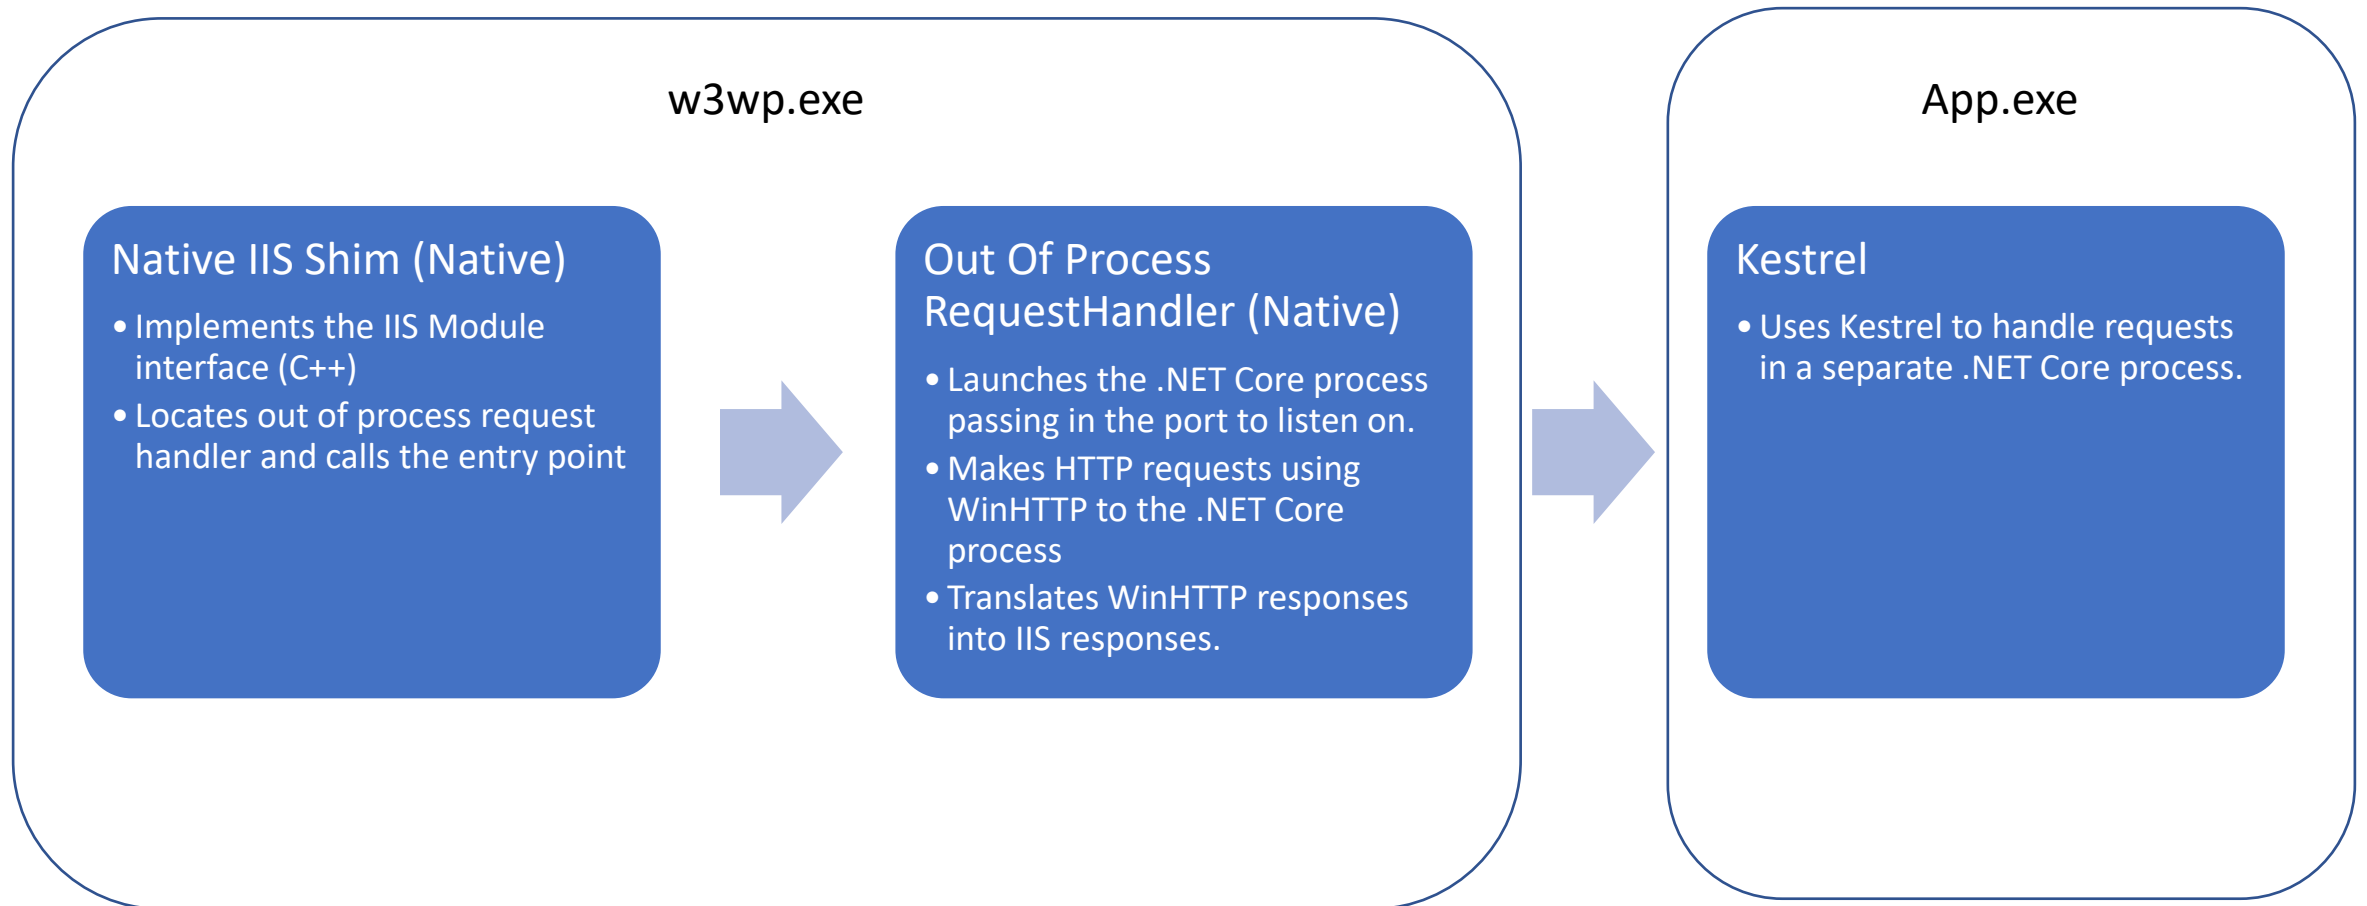 w3wp.exe
Native IIS Shim (Native)
• Implements the IIS Module
interface (C++)
• Locates out of process request
handler and calls the entry point
Out Of Process
RequestHandler (Native)
• Launches the .NET Core process
passing in the port to listen on.
• Makes HTTP requests using
WinHTTP to the .NET Core
process
• Translates WinHTTP responses
into IIS responses.
App.exe
Kestrel
• Uses Kestrel to handle requests
in a separate .NET Core process.